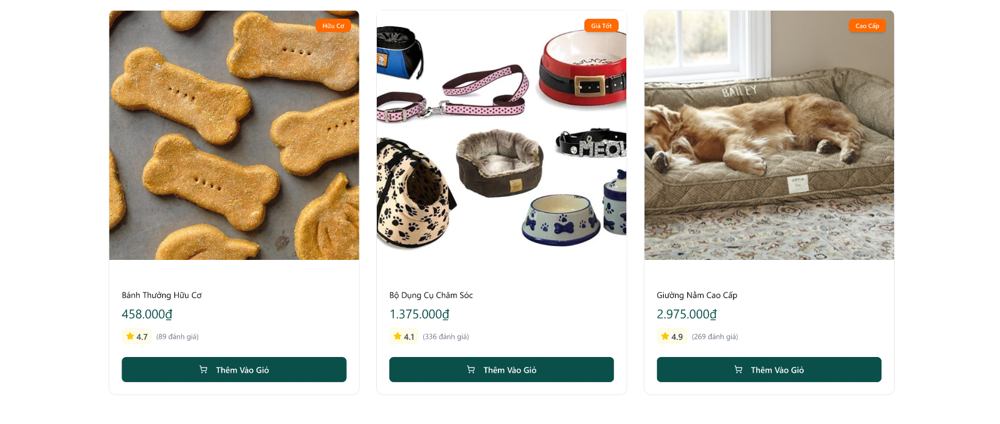 Hữu Cơ
Giá Tốt
Cao Cấp
MEOW
BAILEY
Bánh Thưởng Hữu Cơ
458.000₫
4.7 (89 đánh giá)
Thêm Vào Giỏ
Bộ Dụng Cụ Chăm Sóc
1.375.000₫
4.1 (336 đánh giá)
Thêm Vào Giỏ
Giường Nằm Cao Cấp
2.975.000₫
4.9 (269 đánh giá)
Thêm Vào Giỏ